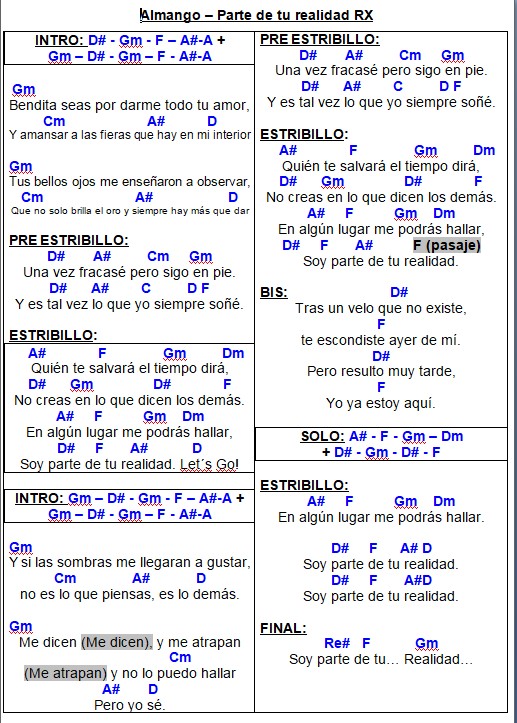 Almango – Parte de tu realidad RX
INTRO: D# - Gm - F – A#-A +
Gm – D# - Gm – F - A#-A
Gm
Bendita seas por darme todo tu amor,
Cm A# D
Y amansar a las fieras que hay en mi interior
Gm
Tus bellos ojos me enseñaron a observar,
Cm A# D
Que no solo brilla el oro y siempre hay más que dar
PRE ESTRIBILLO:
D# A# Cm Gm
Una vez fracasé pero sigo en pie.
D# A# C D F
Y es tal vez lo que yo siempre soñé.
ESTRIBILLO:
A# F Gm Dm
Quién te salvará el tiempo dirá,
D# Gm D# F
No creas en lo que dicen los demás.
A# F Gm Dm
En algún lugar me podrás hallar,
D# F A# D
Soy parte de tu realidad. Let´s Go!
INTRO: Gm – D# - Gm - F – A#-A +
Gm – D# - Gm – F - A#-A
Gm
Y si las sombras me llegaran a gustar,
Cm A# D
no es lo que piensas, es lo demás.
Gm
Me dicen (Me dicen), y me atrapan
Cm
(Me atrapan) y no lo puedo hallar
A# D
Pero yo sé.
PRE ESTRIBILLO:
D# A# Cm Gm
Una vez fracasé pero sigo en pie.
D# A# C D F
Y es tal vez lo que yo siempre soñé.
ESTRIBILLO:
A# F Gm Dm
Quién te salvará el tiempo dirá,
D# Gm D# F
No creas en lo que dicen los demás.
A# F Gm Dm
En algún lugar me podrás hallar,
D# F A# F (pasaje)
Soy parte de tu realidad.
BIS: D#
Tras un velo que no existe,
F
te escondiste ayer de mí.
D#
Pero resulto muy tarde,
F
Yo ya estoy aquí.
SOLO: A# - F - Gm – Dm
+ D# - Gm - D# - F
ESTRIBILLO:
A# F Gm Dm
En algún lugar me podrás hallar.
D# F A# D
Soy parte de tu realidad.
D# F A#D
Soy parte de tu realidad.
FINAL:
Re# F Gm
Soy parte de tu… Realidad…